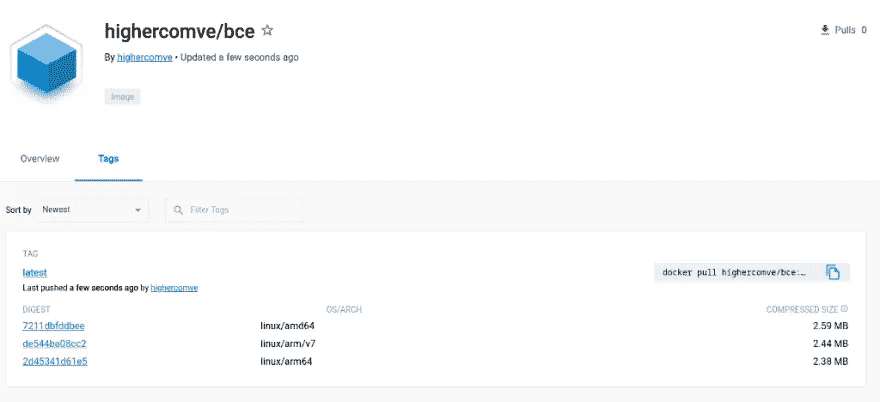 highercomve/bce
Pulls 0
By highercomve • Updated a few seconds ago
Image
Overview Tags
Sort by Newest Filter Tags
TAG
latest docker pull highercomve/bce:...
Last pushed a few seconds ago by highercomve
DIGEST OS/ARCH COMPRESSED SIZE
7211dbfddbee linux/amd64 2.59 MB
de544ba08cc2 linux/arm/v7 2.44 MB
2d45341d61e5 linux/arm64 2.38 MB